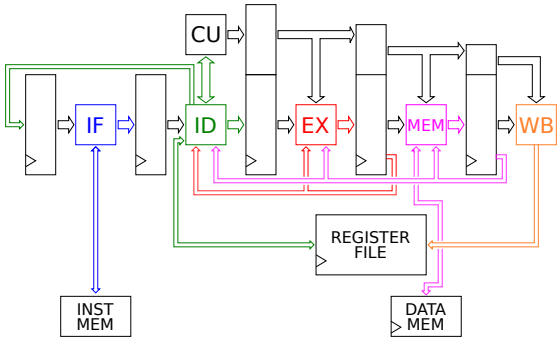 CU
IF
ID
EX
MEM
WB
REGISTER
FILE
INST
MEM
DATA
MEM